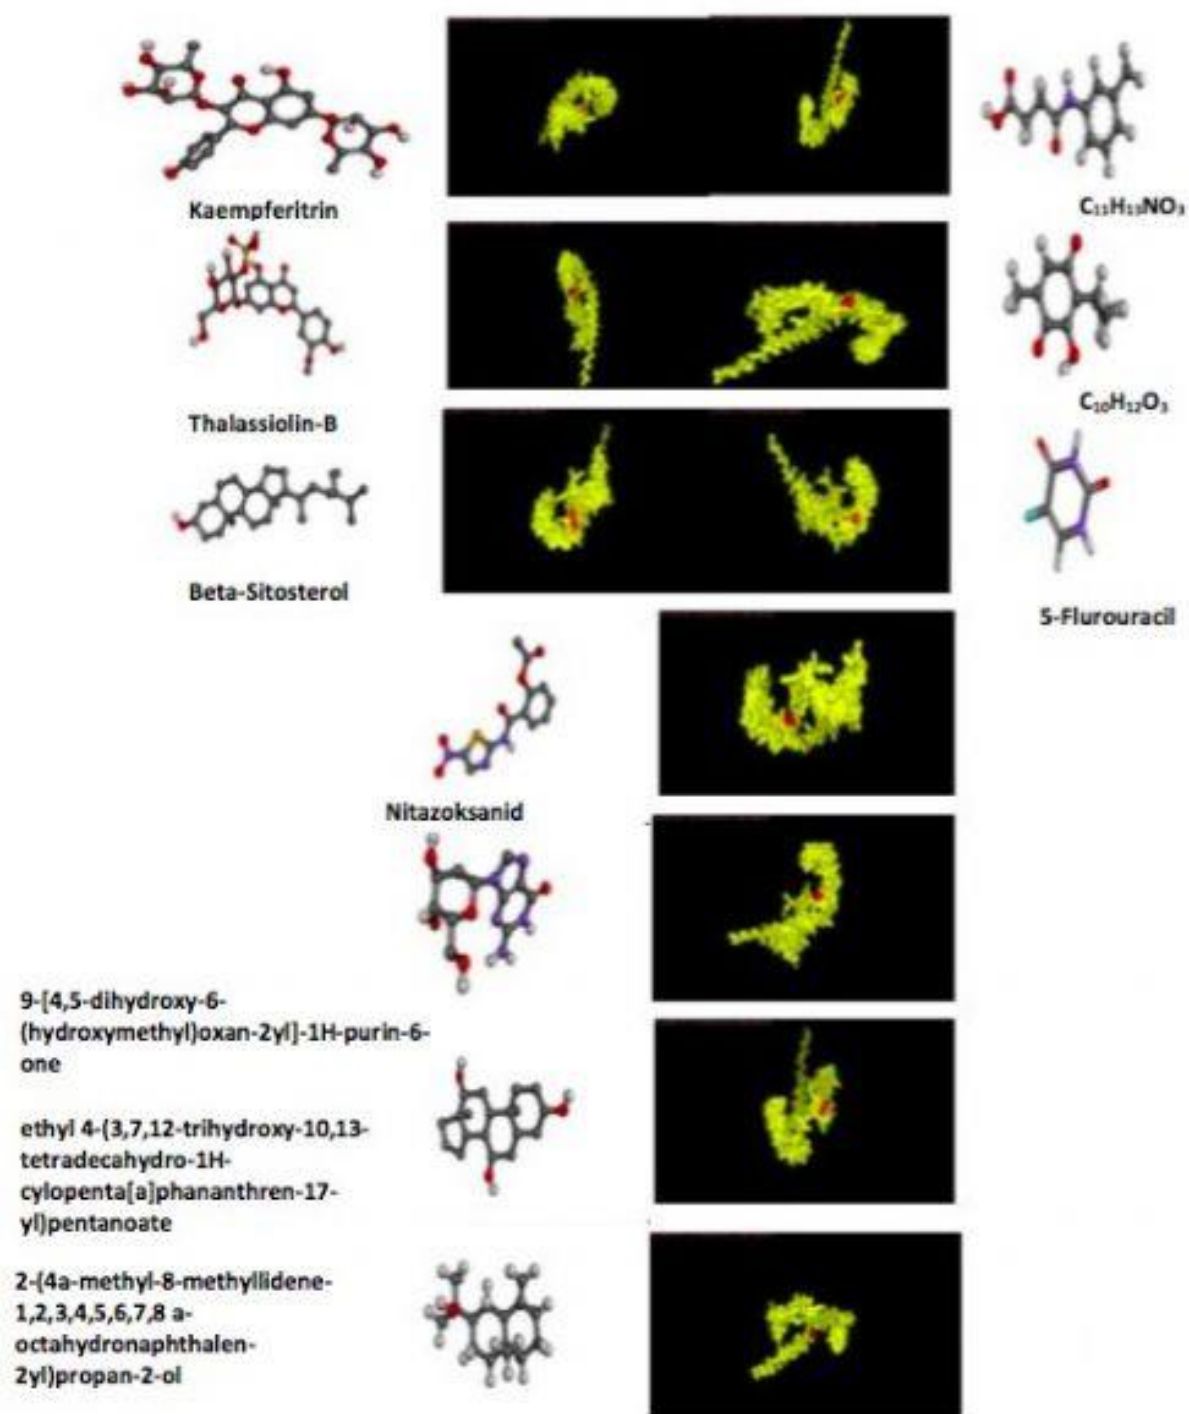 Kaempferitrin
C₁₁H₁₃NO₃
Thalassiolin-B
C₁₀H₁₂O₃
Beta-Sitosterol
5-Flurouracil
Nitazoksanid
9-[4,5-dihydroxy-6-
(hydroxymethyl)oxan-2yl]-1H-purin-6-
one
ethyl 4-(3,7,12-trihydroxy-10,13-
tetradecahydro-1H-
cylopenta[a]phananthren-17-
yl)pentanoate
2-(4a-methyl-8-methyllidene-
1,2,3,4,5,6,7,8 a-
octahydronaphthalen-
2yl)propan-2-ol